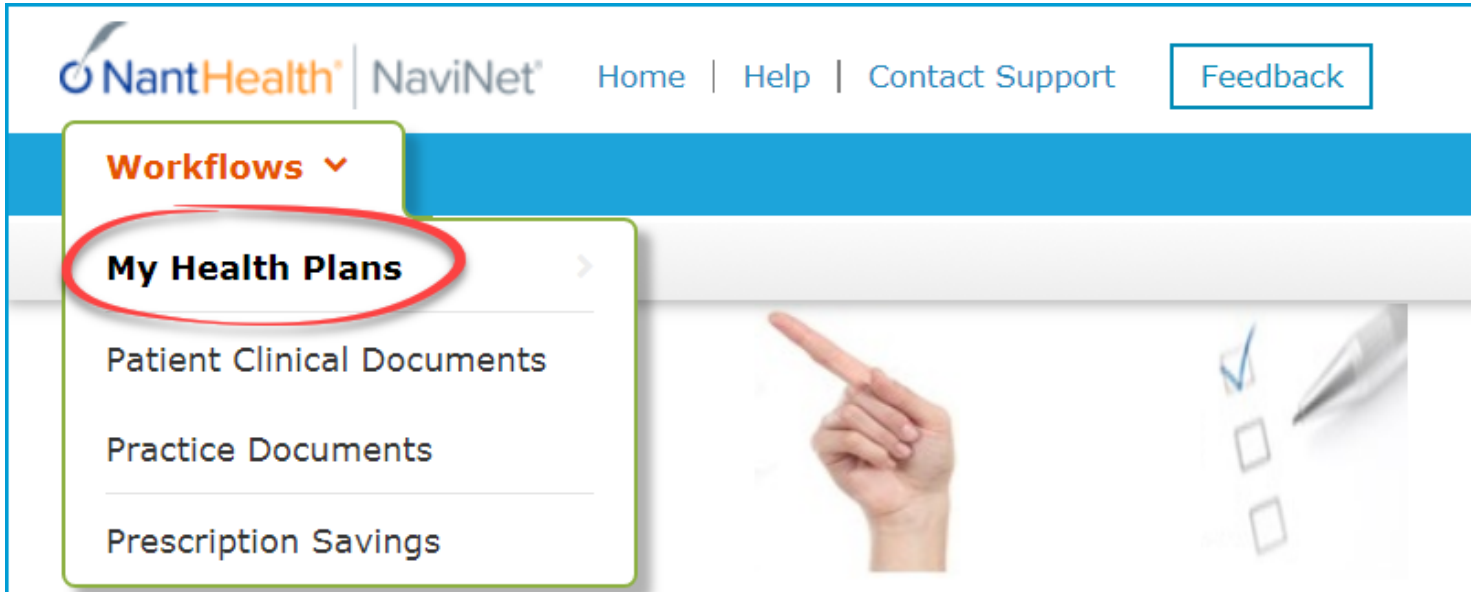 NantHealth® NaviNet® Home | Help | Contact Support Feedback
Workflows
My Health Plans
Patient Clinical Documents
Practice Documents
Prescription Savings